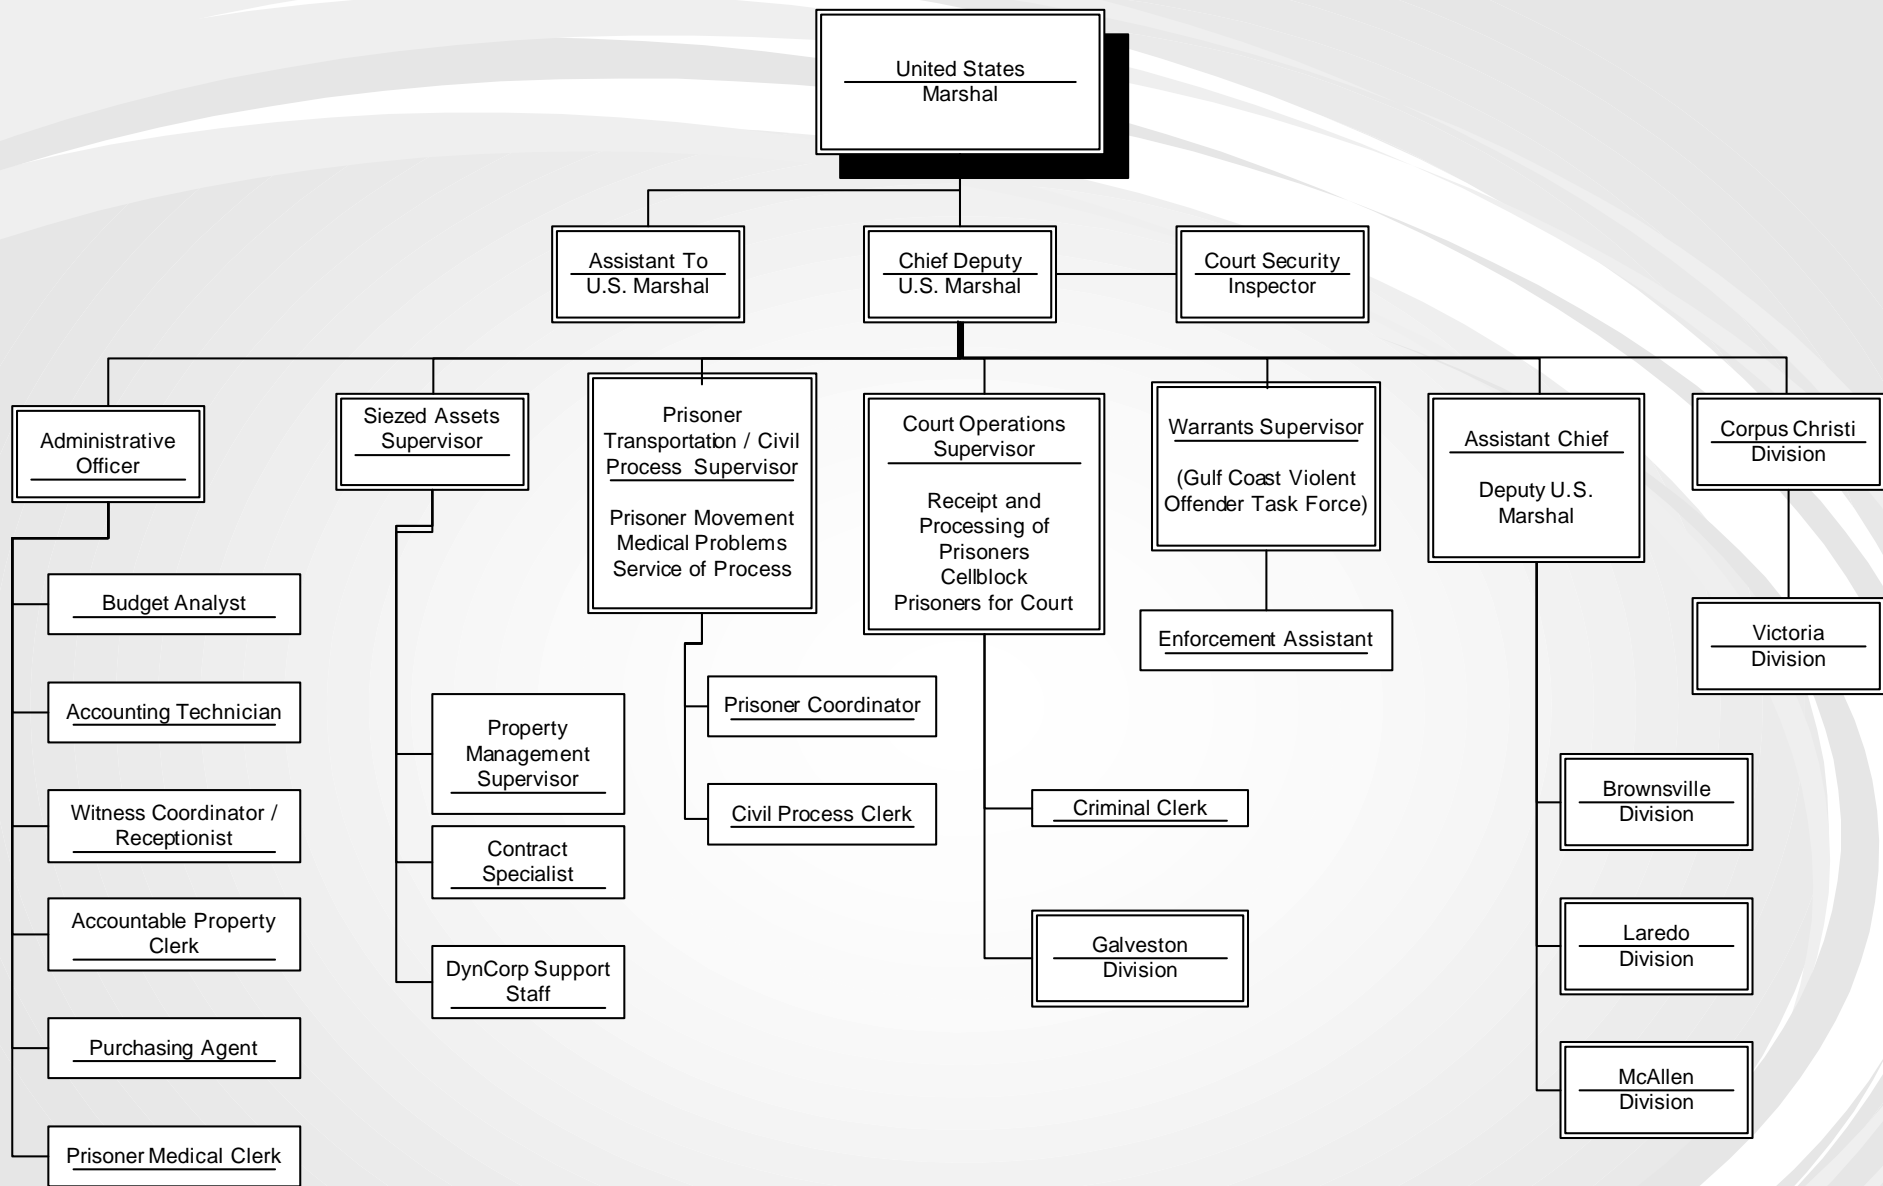 United States
Marshal
Assistant To
U.S. Marshal
Chief Deputy
U.S. Marshal
Court Security
Inspector
Administrative
Officer
Siezed Assets
Supervisor
Prisoner
Transportation / Civil
Process Supervisor
Prisoner Movement
Medical Problems
Service of Process
Court Operations
Supervisor
Receipt and
Processing of
Prisoners
Cellblock
Prisoners for Court
Warrants Supervisor
(Gulf Coast Violent
Offender Task Force)
Assistant Chief
Deputy U.S.
Marshal
Corpus Christi
Division
Budget Analyst
Accounting Technician
Witness Coordinator /
Receptionist
Accountable Property
Clerk
Purchasing Agent
Prisoner Medical Clerk
Property
Management
Supervisor
Contract
Specialist
DynCorp Support
Staff
Prisoner Coordinator
Civil Process Clerk
Criminal Clerk
Galveston
Division
Enforcement Assistant
Brownsville
Division
Laredo
Division
McAllen
Division
Victoria
Division